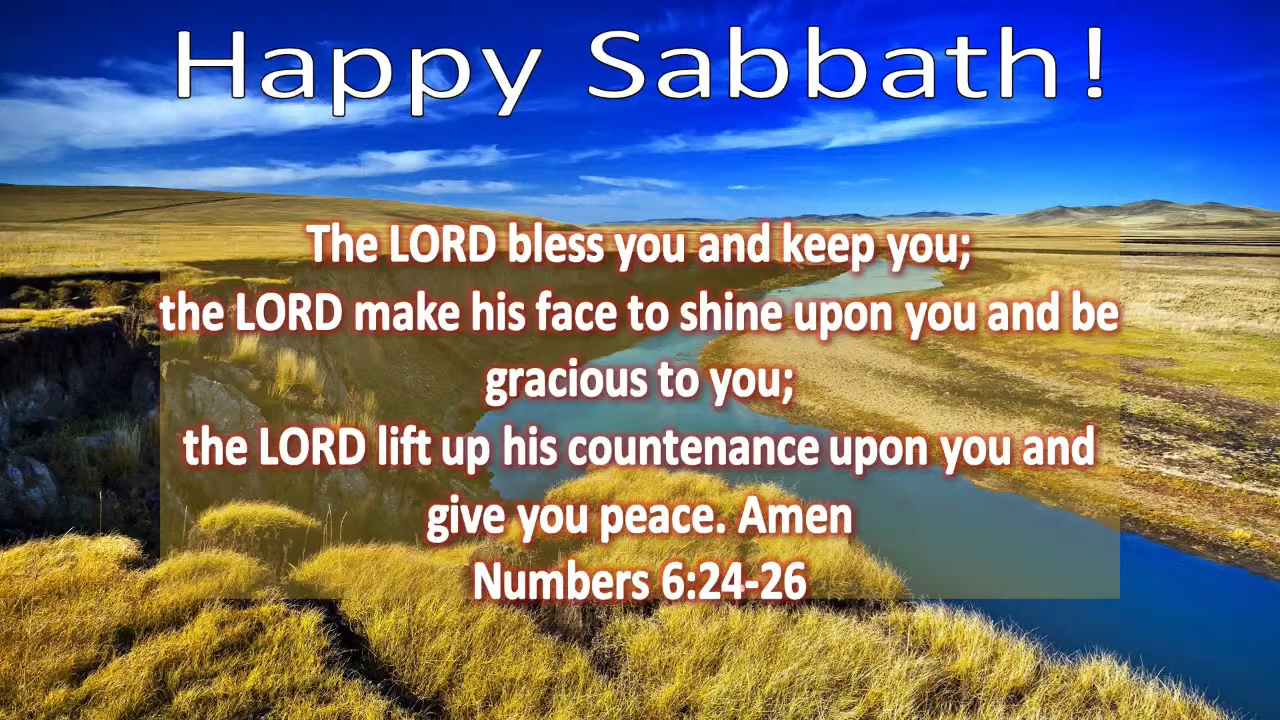 Happy Sabbath!
The LORD bless you and keep you;
the LORD make his face to shine upon you and be
gracious to you;
the LORD lift up his countenance upon you and
give you peace. Amen
Numbers 6:24-26